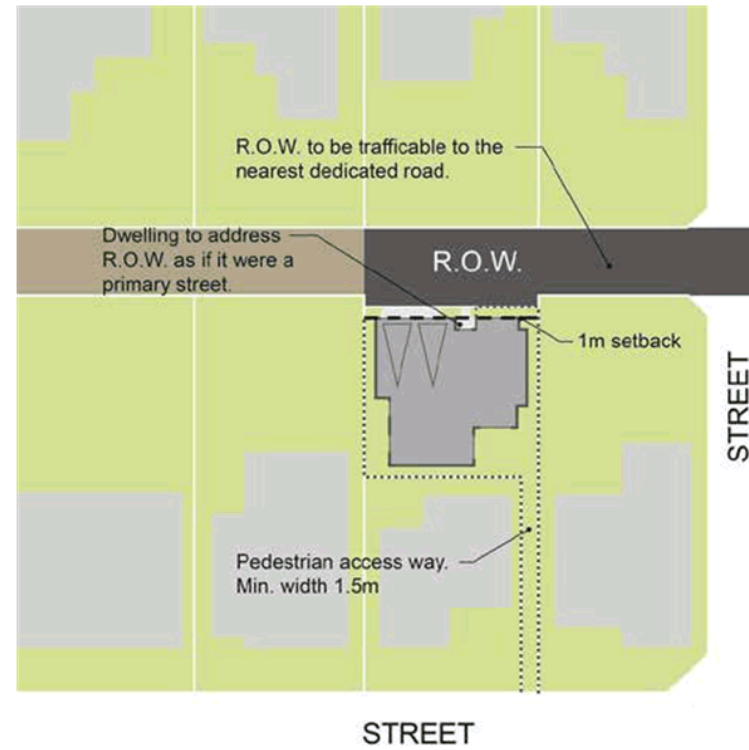 R.O.W. to be trafficable to the
nearest dedicated road.
Dwelling to address
R.O.W. as if it were a
primary street.
R.O.W.
1m setback
STREET
Pedestrian access way.
Min. width 1.5m
STREET